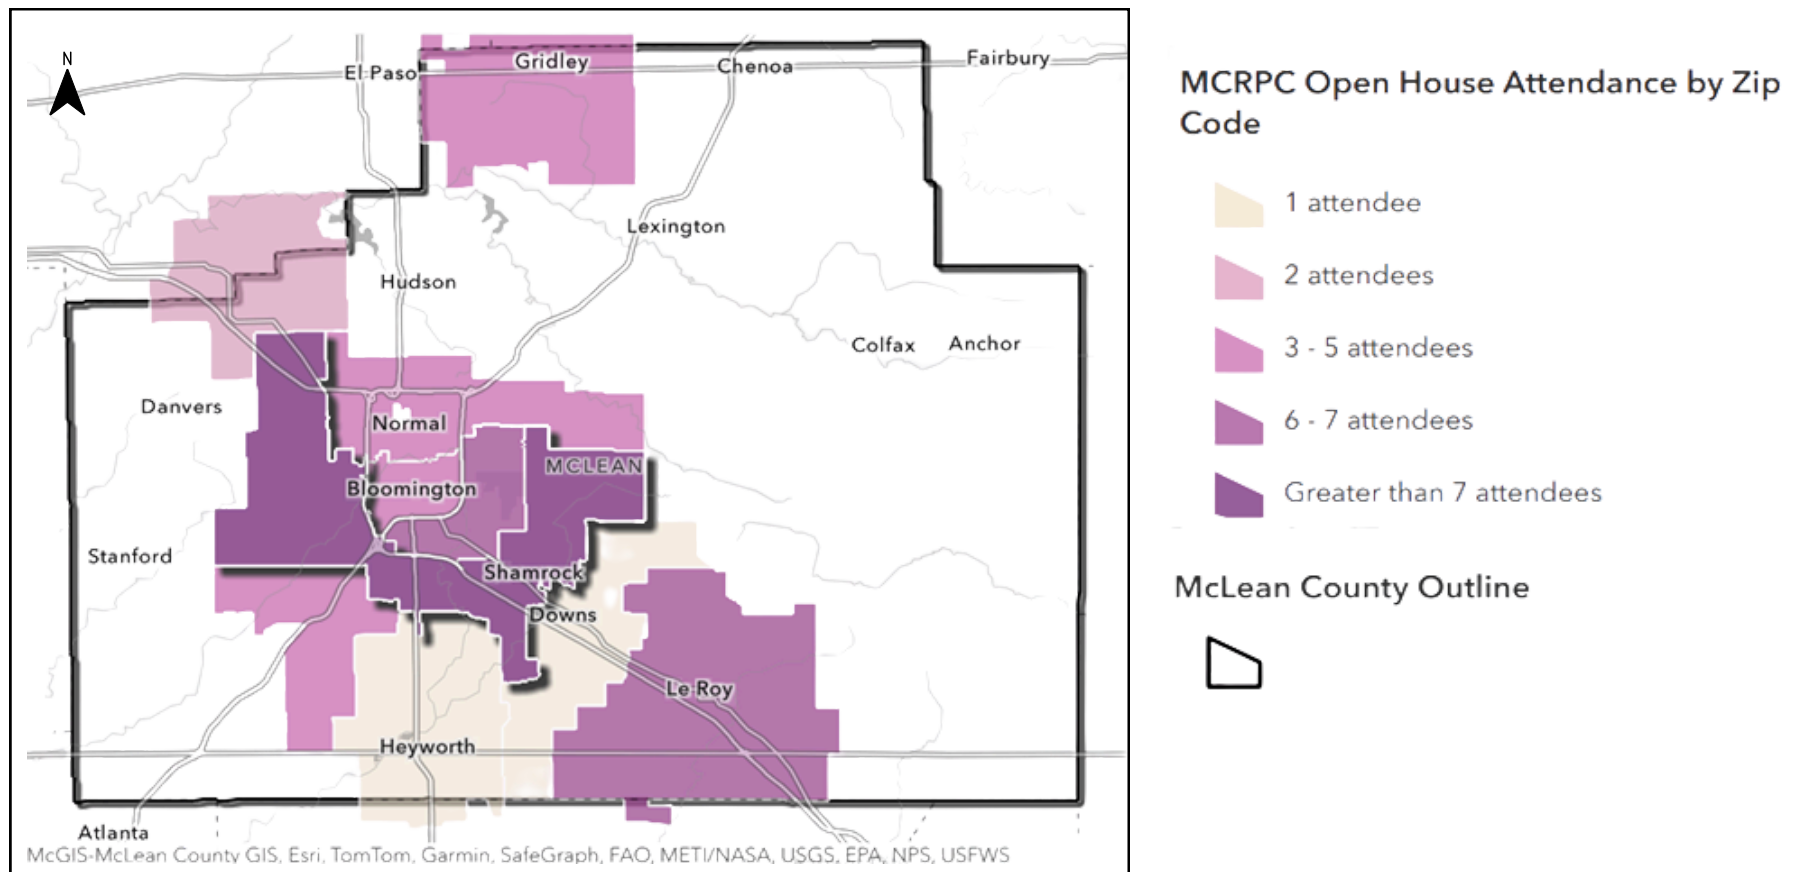 N
El Paso
Gridley
Chenoa
Fairbury
Lexington
Hudson
Colfax
Anchor
Danvers
Normal
MCLEAN
Bloomington
Stanford
Shamrock
Downs
Le Roy
Heyworth
Atlanta
McGIS-McLean County GIS, Esri, TomTom, Garmin, SafeGraph, FAO, METI/NASA, USGS, EPA, NPS, USFWS
MCRPC Open House Attendance by Zip
Code
1 attendee
2 attendees
3 - 5 attendees
6 - 7 attendees
Greater than 7 attendees
McLean County Outline